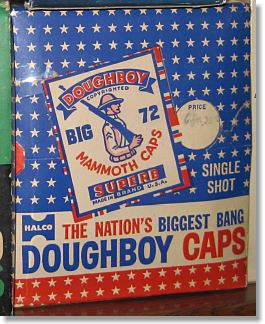 DOUGHBOY
COPYRIGHTED
BIG 72
MAMMOTH CAPS
SUPERB
MADE IN BRAND U.S.A.
PRICE
SINGLE
SHOT
HALCO
THE NATION'S BIGGEST BANG
DOUGHBOY CAPS